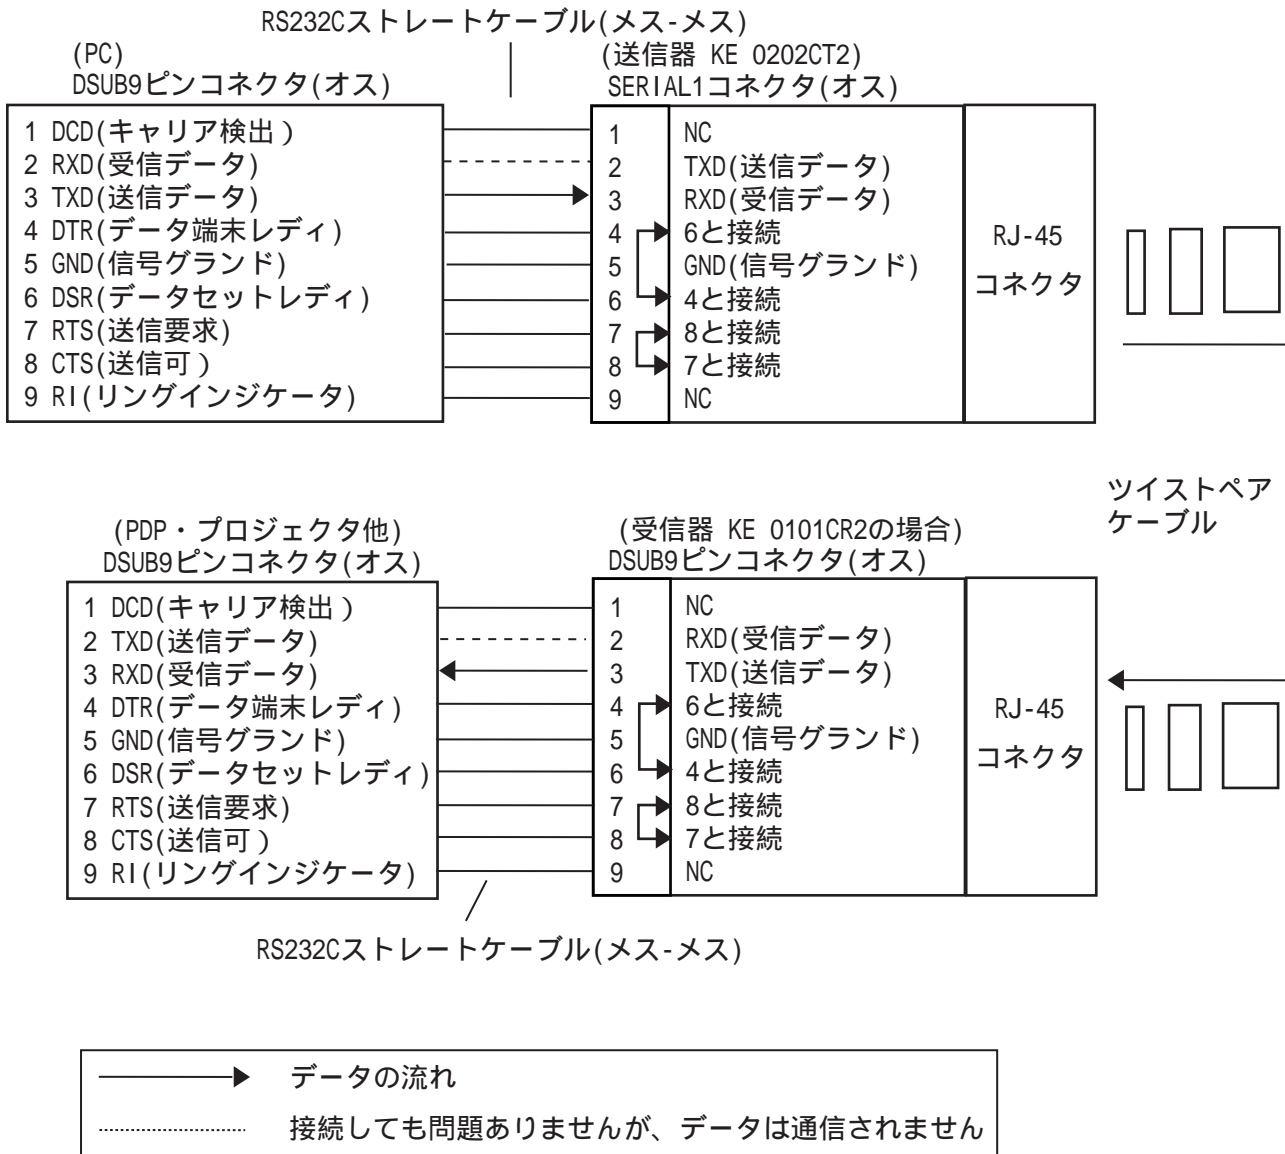 RS232Cストレートケーブル(メス-メス)
(PC)
DSUB9ピンコネクタ(オス)
(送信器 KE 0202CT2)
SERIAL1コネクタ(オス)
1 DCD(キャリア検出)
2 RXD(受信データ)
3 TXD(送信データ)
4 DTR(データ端末レディ)
5 GND(信号グランド)
6 DSR(データセットレディ)
7 RTS(送信要求)
8 CTS(送信可)
9 RI(リングインジケータ)
1 NC
2 TXD(送信データ)
3 RXD(受信データ)
4 6と接続
5 GND(信号グランド)
6 4と接続
7 8と接続
8 7と接続
9 NC
RJ-45
コネクタ
ツイストペア
ケーブル
(PDP・プロジェクタ他)
DSUB9ピンコネクタ(オス)
(受信器 KE 0101CR2の場合)
DSUB9ピンコネクタ(オス)
1 DCD(キャリア検出)
2 TXD(送信データ)
3 RXD(受信データ)
4 DTR(データ端末レディ)
5 GND(信号グランド)
6 DSR(データセットレディ)
7 RTS(送信要求)
8 CTS(送信可)
9 RI(リングインジケータ)
1 NC
2 RXD(受信データ)
3 TXD(送信データ)
4 6と接続
5 GND(信号グランド)
6 4と接続
7 8と接続
8 7と接続
9 NC
RJ-45
コネクタ
RS232Cストレートケーブル(メス-メス)
データの流れ
接続しても問題ありませんが、データは通信されません